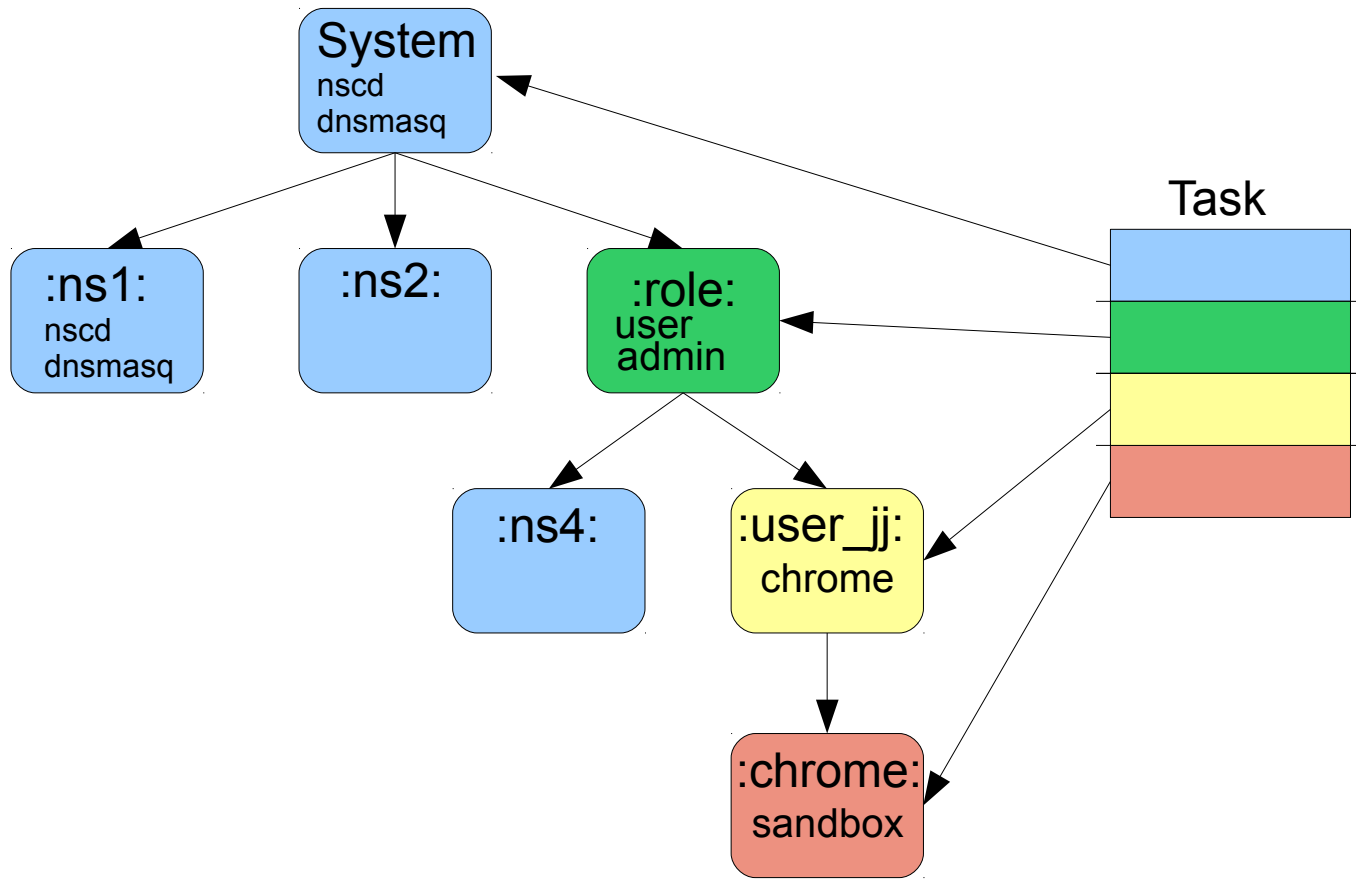 System
nscd
dnsmasq
Task
:ns1:
nscd
dnsmasq
:ns2:
:role:
user
admin
:ns4:
:user_jj:
chrome
:chrome:
sandbox